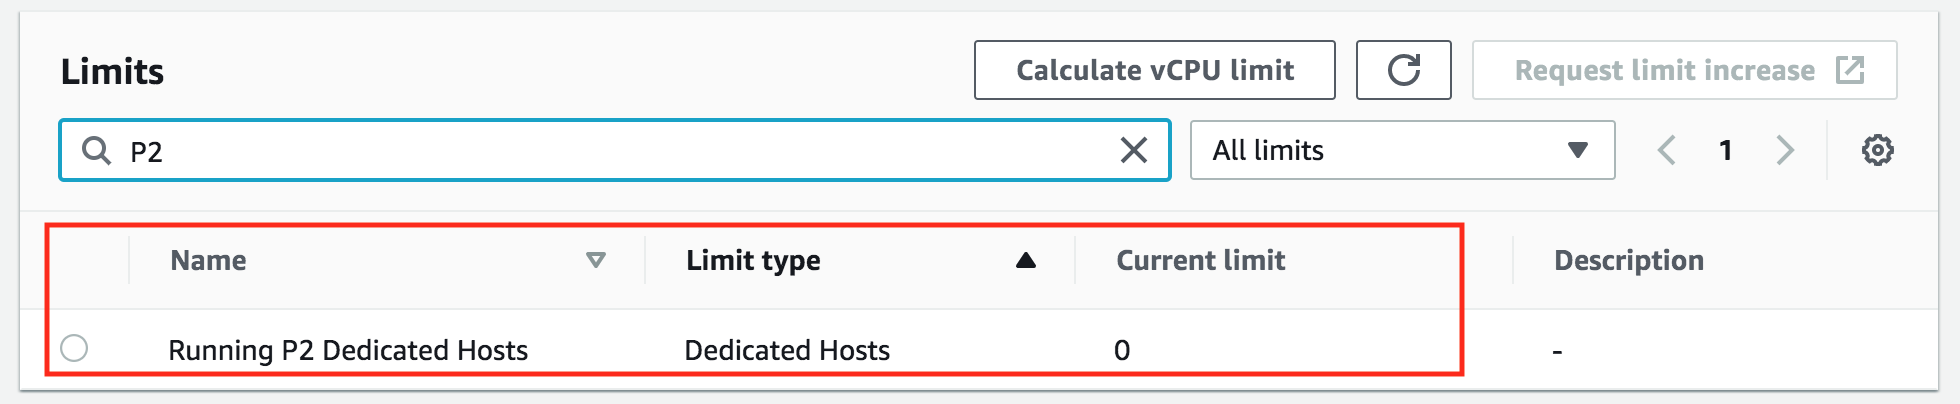 Limits
Calculate vCPU limit
Request limit increase
P2
All limits
1
Name
Limit type
Current limit
Description
Running P2 Dedicated Hosts
Dedicated Hosts
0
-